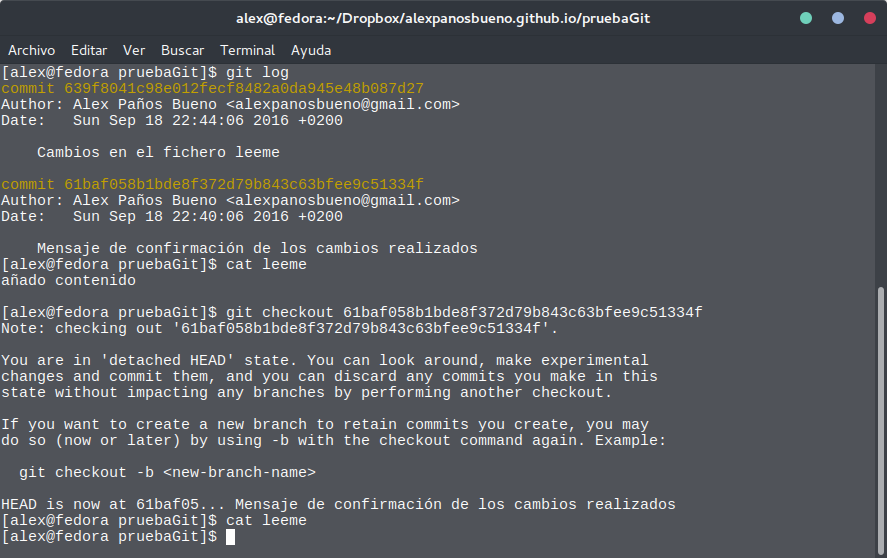 alex@fedora:~/Dropbox/alexpanosbueno.github.io/pruebaGit
Archivo Editar Ver Buscar Terminal Ayuda
[alex@fedora pruebaGit]$ git log
commit 639f8041c98e012fecf8482a0da945e48b087d27
Author: Alex Paños Bueno <alexpanosbueno@gmail.com>
Date:   Sun Sep 18 22:44:06 2016 +0200
    Cambios en el fichero leeme
commit 61baf058b1bde8f372d79b843c63bfee9c51334f
Author: Alex Paños Bueno <alexpanosbueno@gmail.com>
Date:   Sun Sep 18 22:40:06 2016 +0200
    Mensaje de confirmación de los cambios realizados
[alex@fedora pruebaGit]$ cat leeme
añado contenido
[alex@fedora pruebaGit]$ git checkout 61baf058b1bde8f372d79b843c63bfee9c51334f
Note: checking out '61baf058b1bde8f372d79b843c63bfee9c51334f'.
You are in 'detached HEAD' state. You can look around, make experimental
changes and commit them, and you can discard any commits you make in this
state without impacting any branches by performing another checkout.
If you want to create a new branch to retain commits you create, you may
do so (now or later) by using -b with the checkout command again. Example:
  git checkout -b <new-branch-name>
HEAD is now at 61baf05... Mensaje de confirmación de los cambios realizados
[alex@fedora pruebaGit]$ cat leeme
[alex@fedora pruebaGit]$